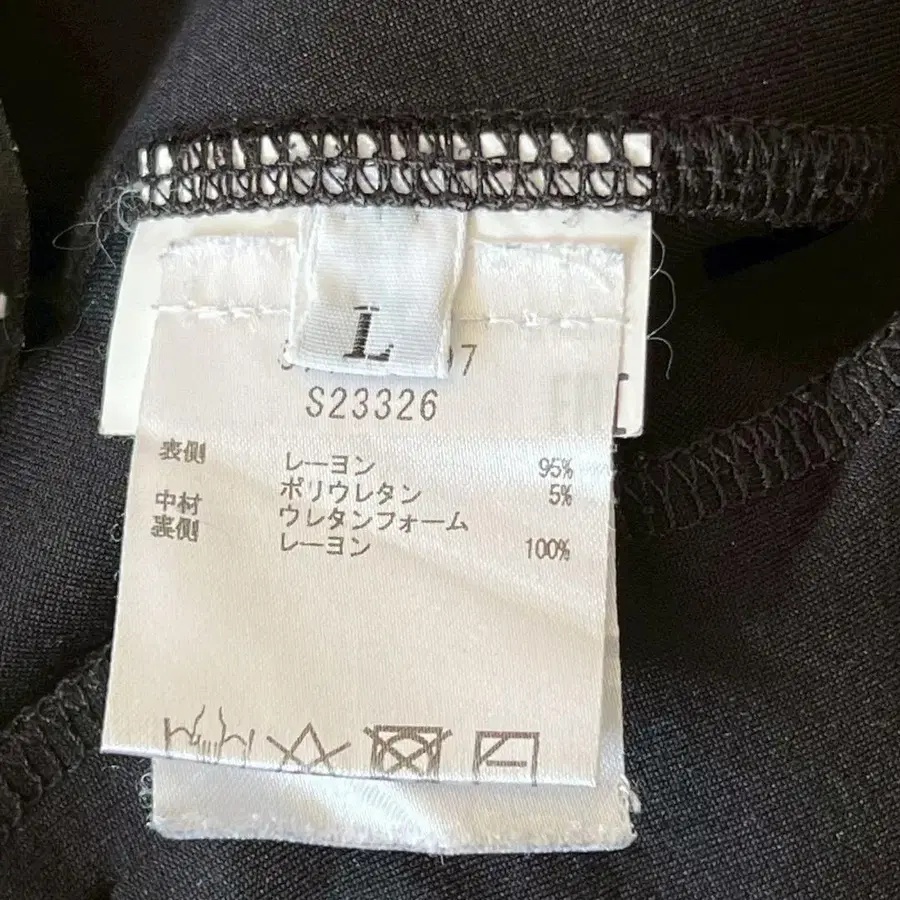 L
7
S23326
表側 レーヨン 95%
ポリウレタン 5%
中材 ウレタンフォーム
裏側 レーヨン 100%